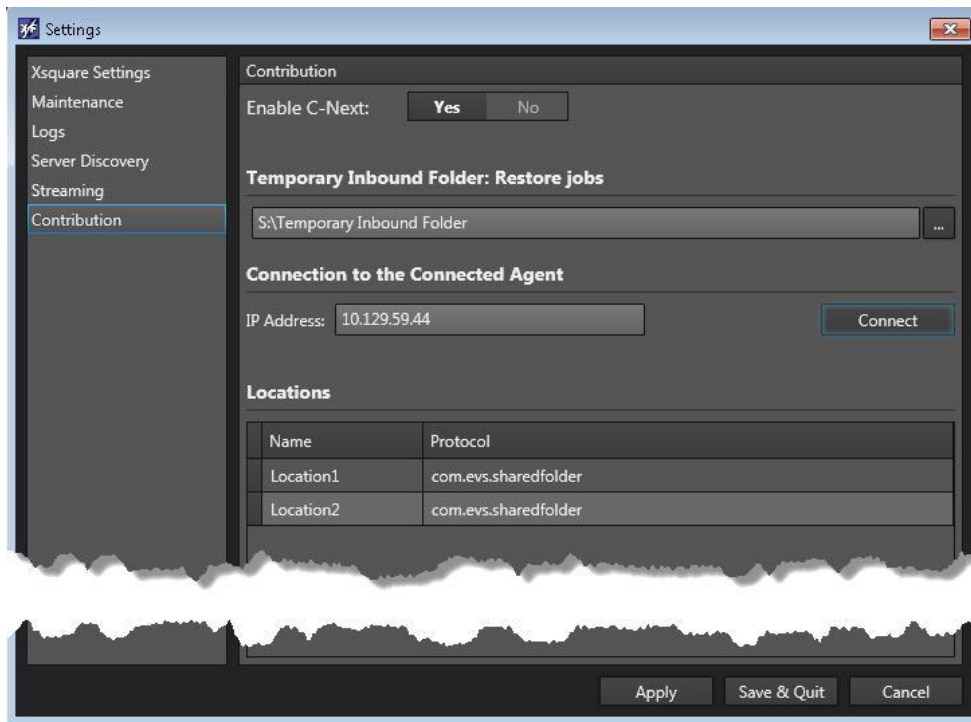 Settings
Xsquare Settings
Maintenance
Logs
Server Discovery
Streaming
Contribution
Contribution
Enable C-Next: Yes No
Temporary Inbound Folder: Restore jobs
S:\Temporary Inbound Folder ...
Connection to the Connected Agent
IP Address: 10.129.59.44 Connect
Locations
Name Protocol
Location1 com.evs.sharedfolder
Location2 com.evs.sharedfolder
Apply Save & Quit Cancel